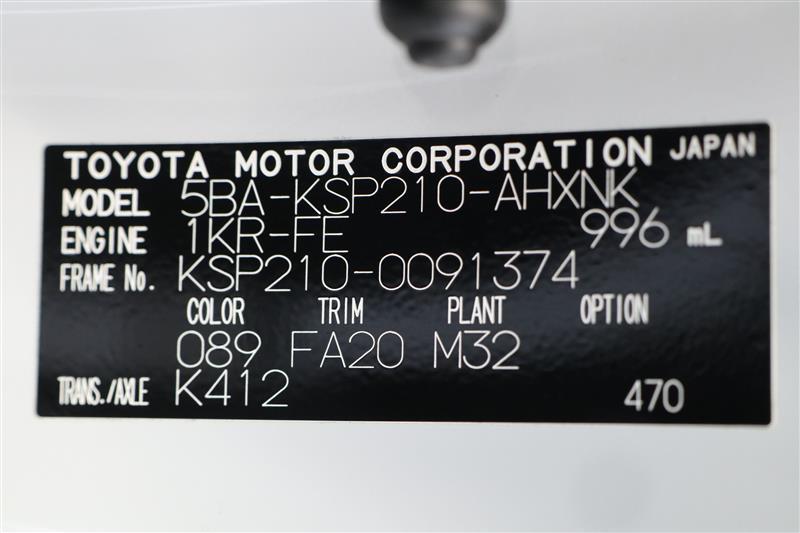 TOYOTA MOTOR CORPORATION JAPAN
MODEL 5BA-KSP210-AHXNK
ENGINE 1KR-FE 996 mL
FRAME No. KSP210-0091374
COLOR TRIM PLANT OPTION
089 FA20 M32
TRANS./AXLE K412 470